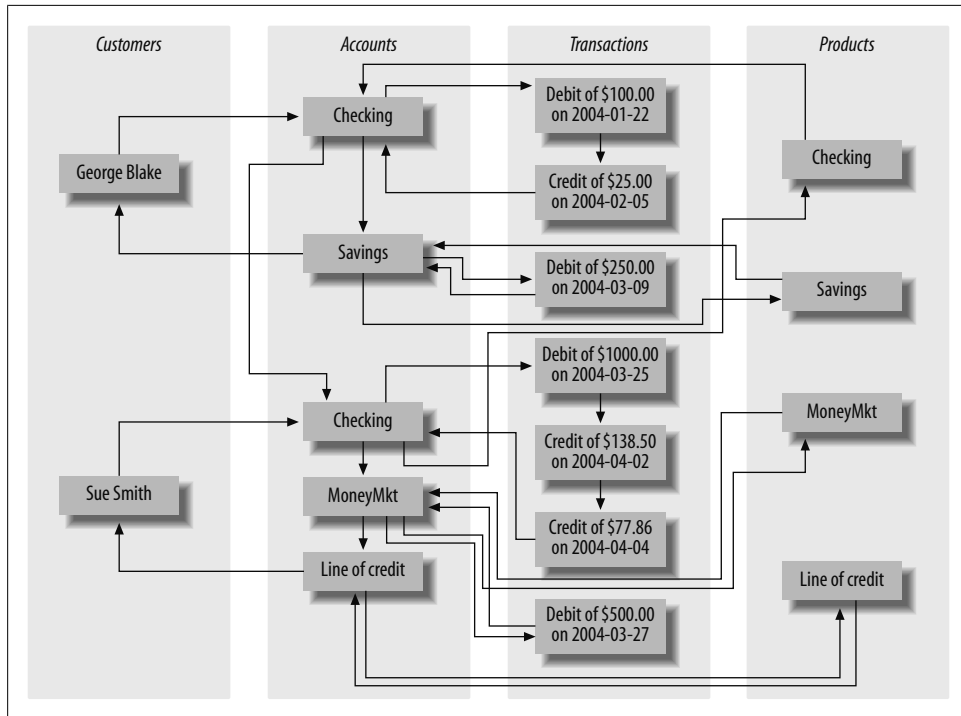 Customers
Accounts
Transactions
Products
George Blake
Sue Smith
Checking
Savings
Checking
MoneyMkt
Line of credit
Debit of $100.00
on 2004-01-22
Credit of $25.00
on 2004-02-05
Debit of $250.00
on 2004-03-09
Debit of $1000.00
on 2004-03-25
Credit of $138.50
on 2004-04-02
Credit of $77.86
on 2004-04-04
Debit of $500.00
on 2004-03-27
Checking
Savings
MoneyMkt
Line of credit